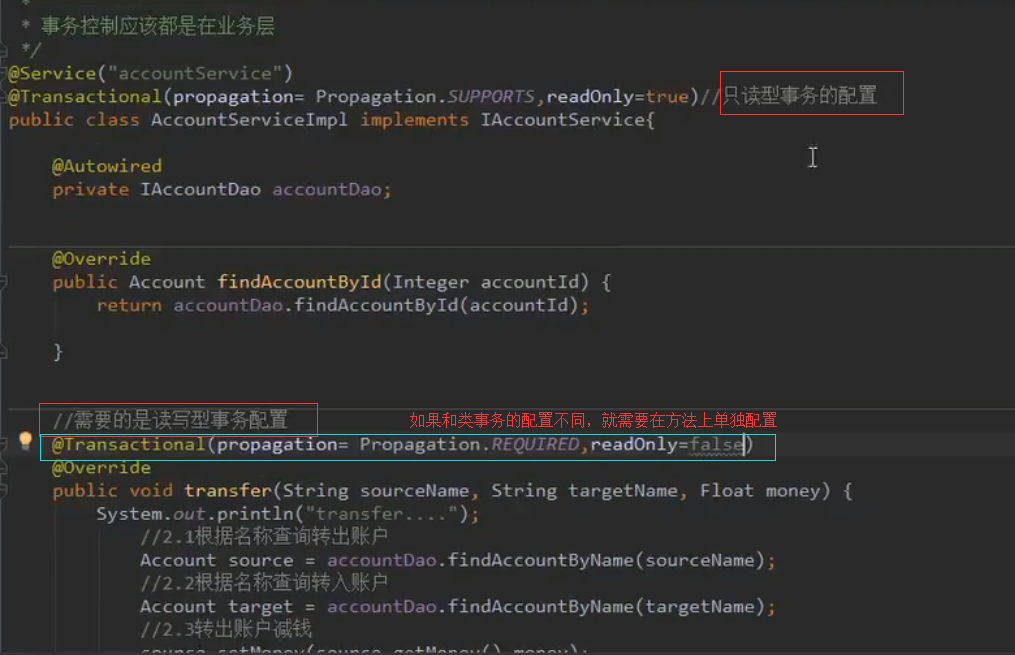 *
* 事务控制应该都是在业务层
*/
@Service("accountService")
@Transactional(propagation= Propagation.SUPPORTS,readOnly=true)//只读型事务的配置
public class AccountServiceImpl implements IAccountService{
@Autowired
private IAccountDao accountDao;
@Override
public Account findAccountById(Integer accountId) {
return accountDao.findAccountById(accountId);
}
//需要的是读写型事务配置 如果和类事务的配置不同，就需要在方法上单独配置
@Transactional(propagation= Propagation.REQUIRED,readOnly=false)
@Override
public void transfer(String sourceName, String targetName, Float money) {
System.out.println("transfer....");
//2.1根据名称查询转出账户
Account source = accountDao.findAccountByName(sourceName);
//2.2根据名称查询转入账户
Account target = accountDao.findAccountByName(targetName);
//2.3转出账户减钱
source.setMoney(source.getMoney()-money);